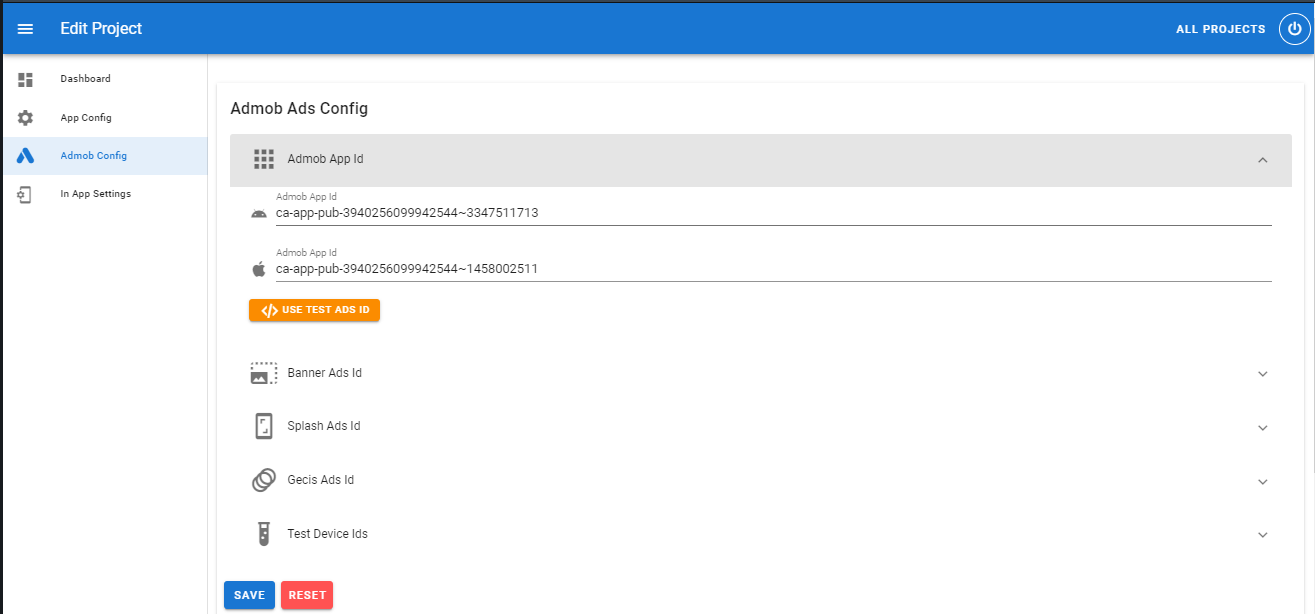 Edit Project
ALL PROJECTS
Dashboard
App Config
Admob Config
In App Settings
Admob Ads Config
Admob App Id
Admob App Id
ca-app-pub-3940256099942544~3347511713
Admob App Id
ca-app-pub-3940256099942544~1458002511
USE TEST ADS ID
Banner Ads Id
Splash Ads Id
Gecis Ads Id
Test Device Ids
SAVE
RESET